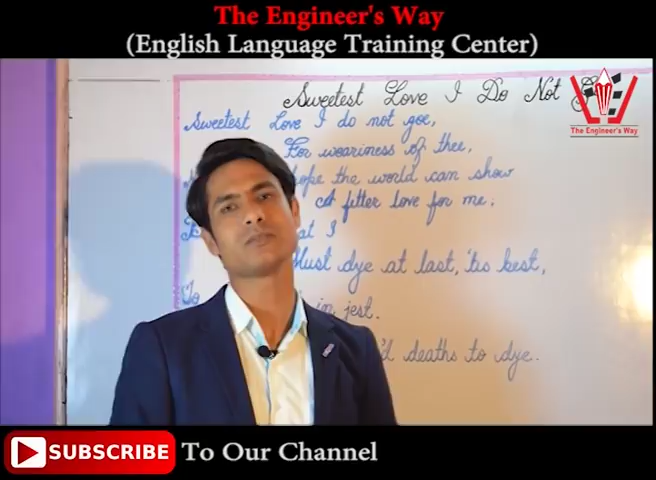 The Engineer's Way
(English Language Training Center)
Sweetest Love I Do Not
The Engineer's Way
Sweetest Love I do not goe,
For weariness of thee,
hope the world can show
A fitter love for me;
at I
Must dye at last, 'tis best,
To in jest.
'd deaths to dye.
SUBSCRIBE To Our Channel